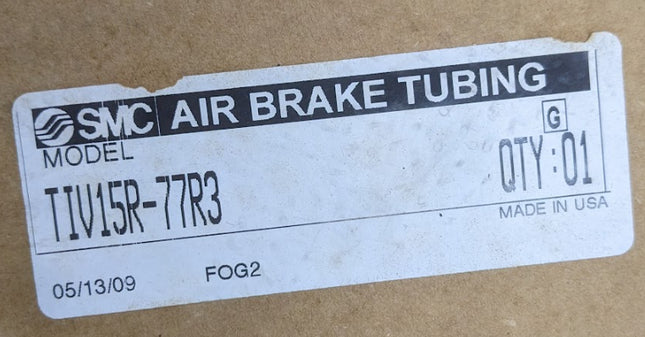 SMC AIR BRAKE TUBING
G
MODEL
TIV15R-77R3 QTY:01
MADE IN USA
05/13/09 FOG2